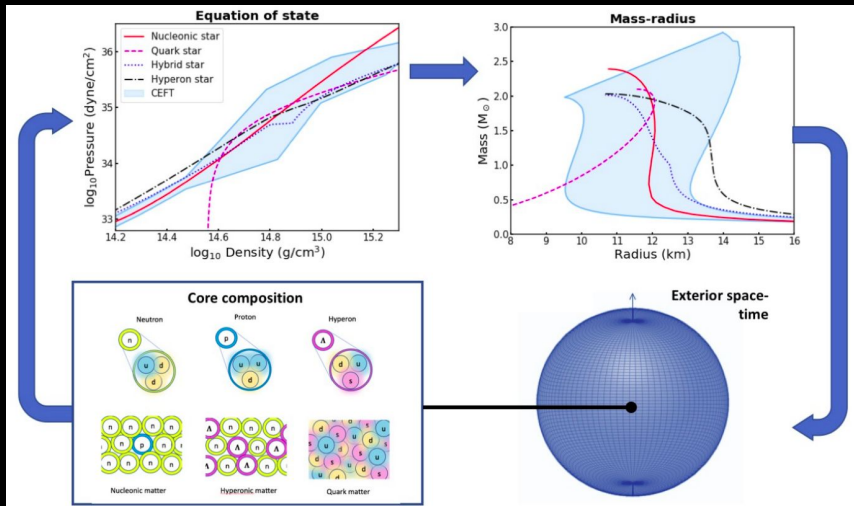 Equation of state
log₁₀Pressure (dyne/cm²)
36
35
34
33
Nucleonic star
Quark star
Hybrid star
Hyperon star
CEFT
14.2 14.4 14.6 14.8 15.0 15.2
log₁₀ Density (g/cm³)
Mass-radius
Mass (M⊙)
3.0
2.5
2.0
1.5
1.0
0.5
0.0
8 9 10 11 12 13 14 15 16
Radius (km)
Core composition
Neutron Proton Hyperon
n p Λ
u d d
u u d
d u s
n n n n
n p n
n n n n
Λ n n Λ
n Λ n Λ
n Λ n
Nucleonic matter Hyperonic matter Quark matter
Exterior space-
time